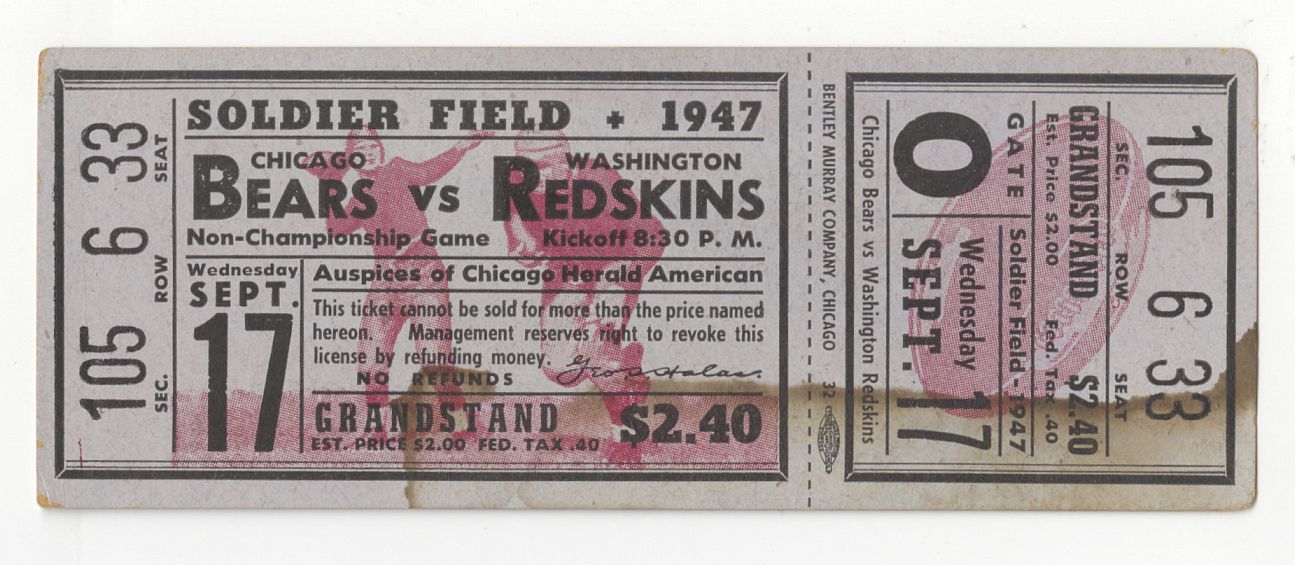 SEC. 105 ROW 6 SEAT 33
SOLDIER FIELD + 1947
CHICAGO WASHINGTON
BEARS VS REDSKINS
Non-Championship Game Kickoff 8:30 P. M.
Wednesday
SEPT.
17
Auspices of Chicago Herald American
This ticket cannot be sold for more than the price named
hereon. Management reserves right to revoke this
license by refunding money.
Geo S Halas.
NO REFUNDS
GRANDSTAND $2.40
EST. PRICE $2.00 FED. TAX .40
BENTLEY MURRAY COMPANY, CHICAGO 32
105 6 33
SEC. ROW SEAT
GRANDSTAND $2.40
Est. Price $2.00 Fed. Tax .40
GATE Soldier Field - 1947
O
Wednesday
SEPT. 17
Chicago Bears vs Washington Redskins